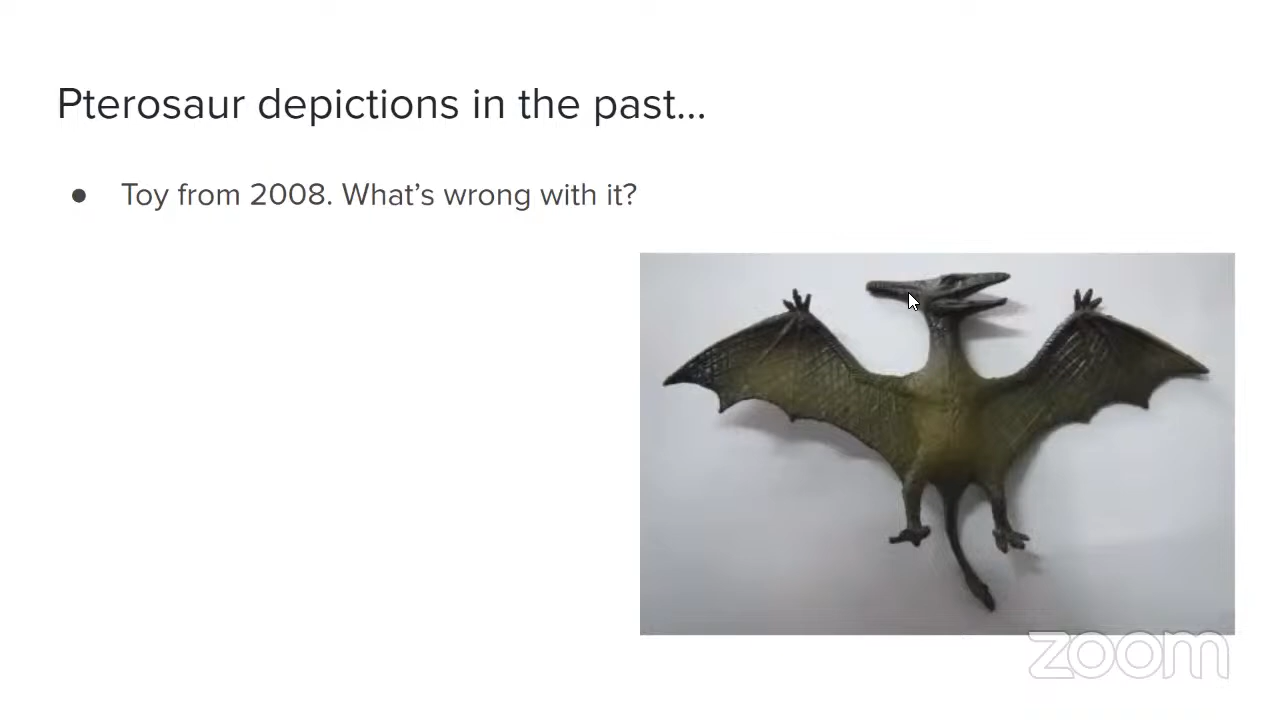 Pterosaur depictions in the past...
● Toy from 2008. What's wrong with it?
zoom